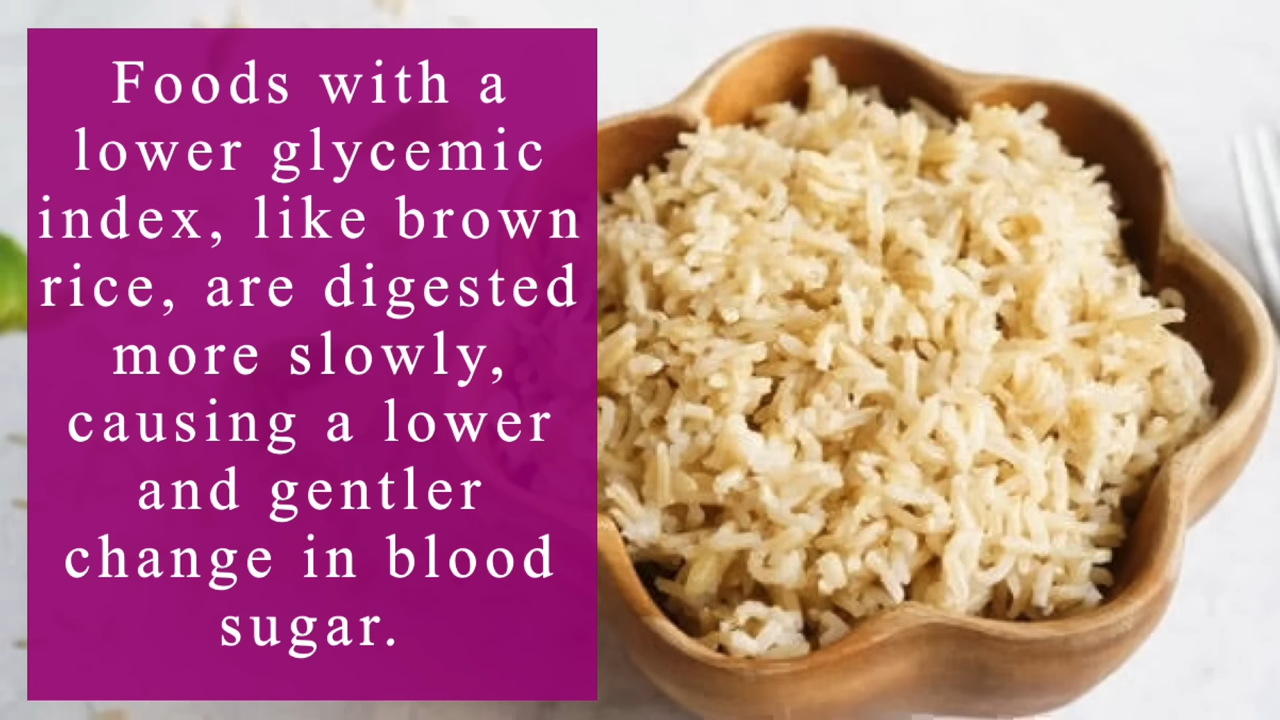 Foods with a
lower glycemic
index, like brown
rice, are digested
more slowly,
causing a lower
and gentler
change in blood
sugar.